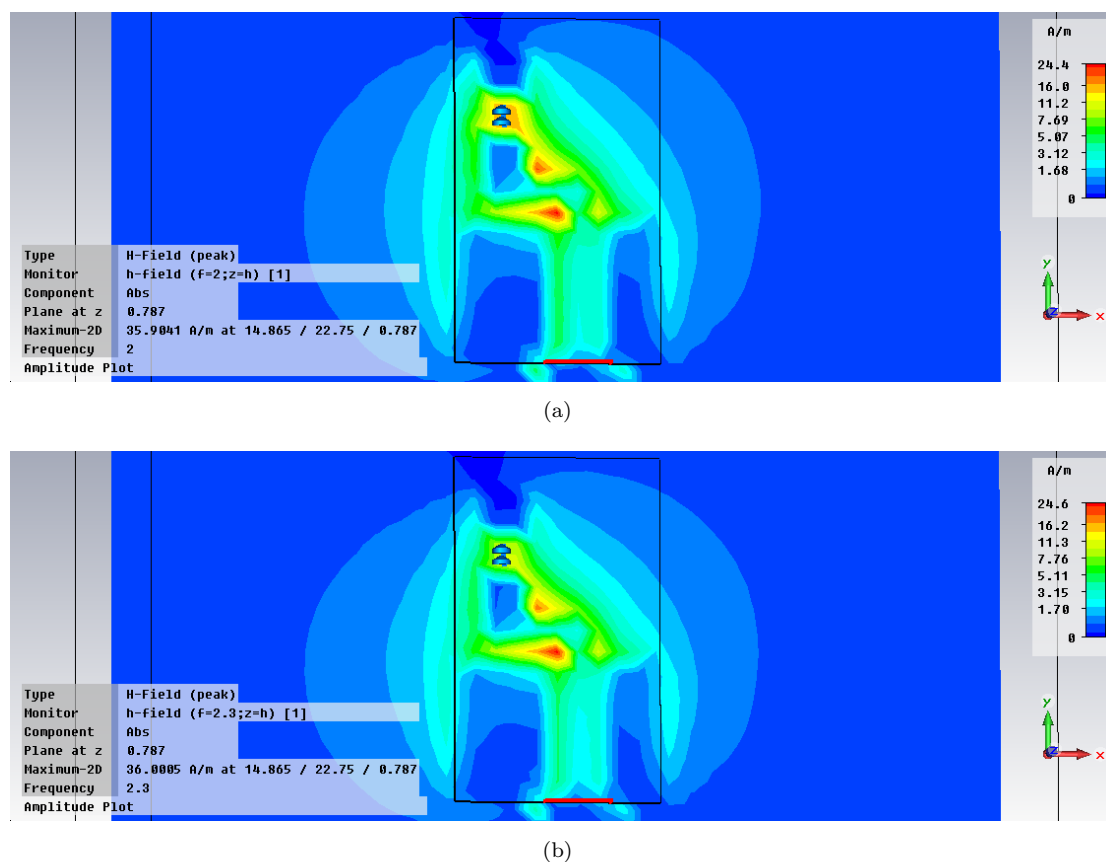 A/m
24.4
16.0
11.2
7.69
5.07
3.12
1.68
0
Type H-Field (peak)
Monitor h-field (f=2;z=h) [1]
Component Abs
Plane at z 0.787
Maximum-2D 35.9041 A/m at 14.865 / 22.75 / 0.787
Frequency 2
Amplitude Plot
y
z
x
(a)
A/m
24.6
16.2
11.3
7.76
5.11
3.15
1.70
0
Type H-Field (peak)
Monitor h-field (f=2.3;z=h) [1]
Component Abs
Plane at z 0.787
Maximum-2D 36.0005 A/m at 14.865 / 22.75 / 0.787
Frequency 2.3
Amplitude Plot
y
z
x
(b)